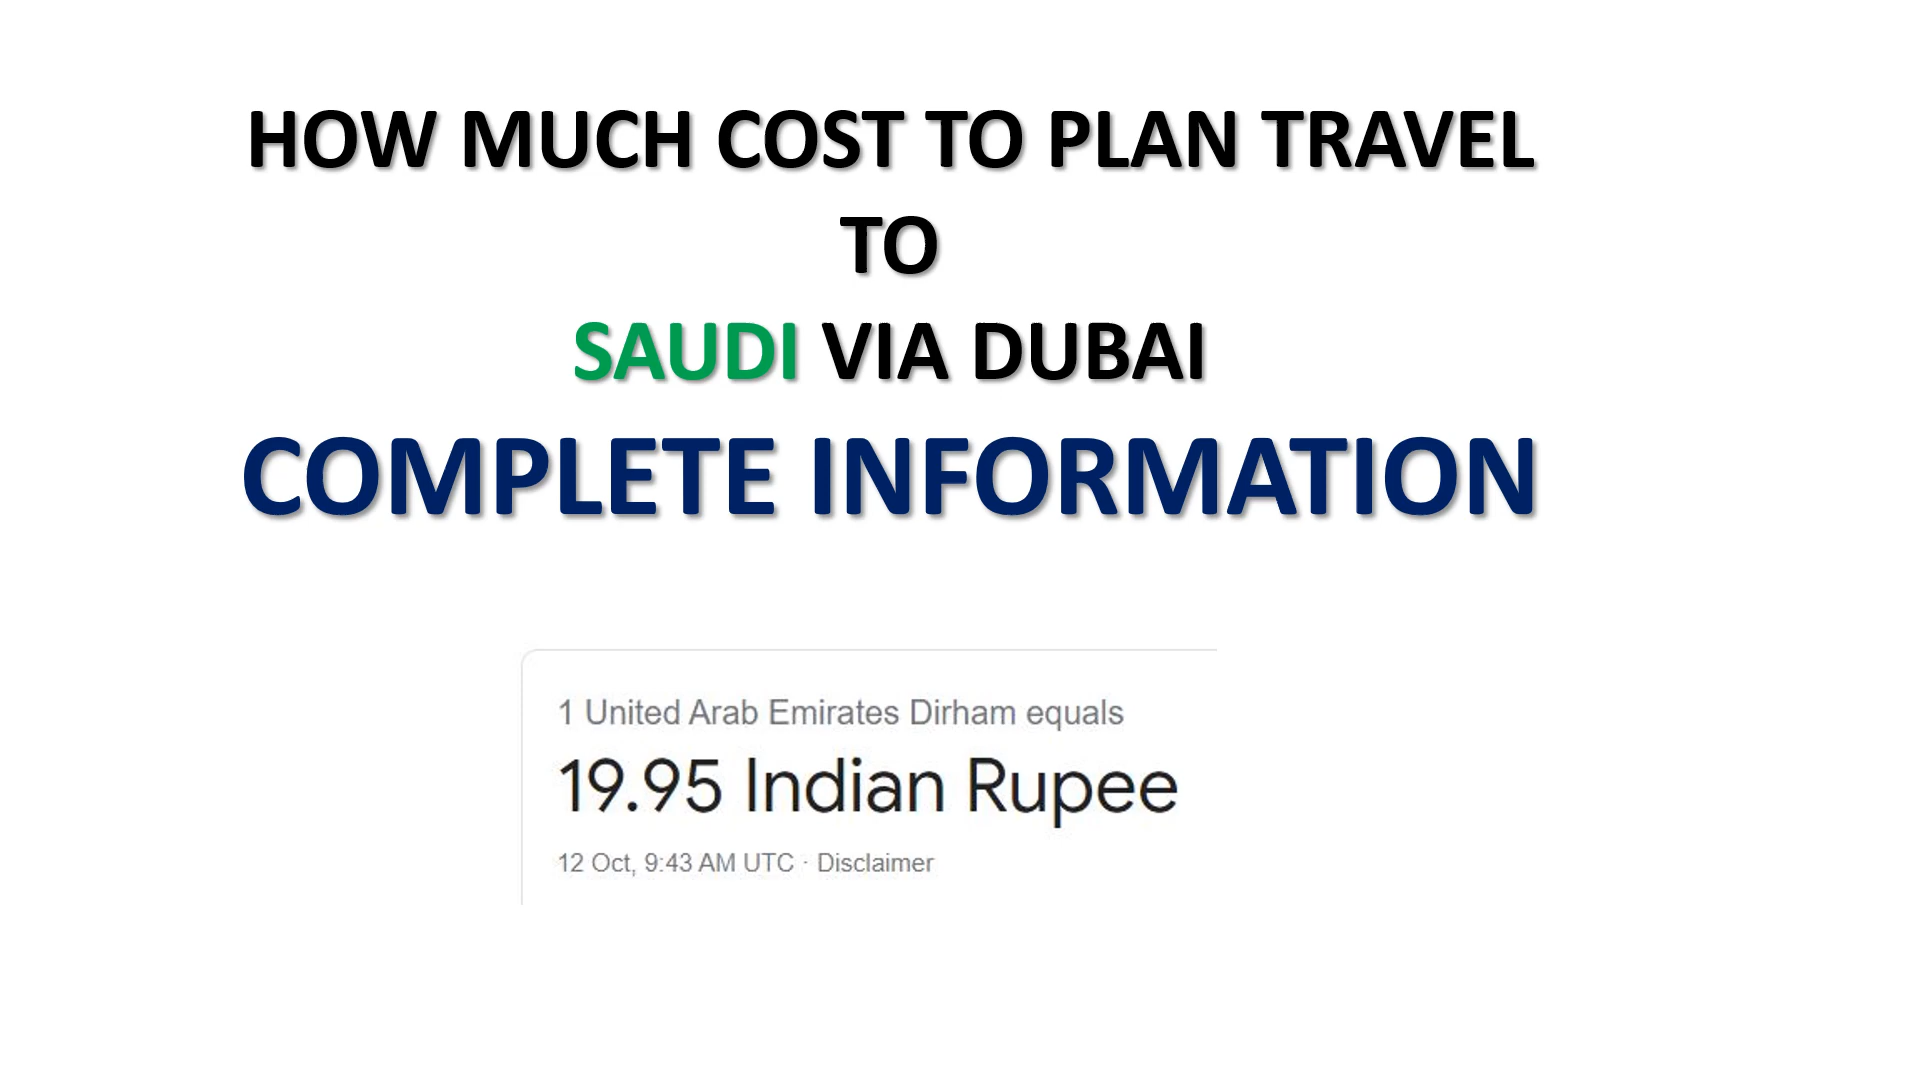 HOW MUCH COST TO PLAN TRAVEL
TO
SAUDI VIA DUBAI
COMPLETE INFORMATION
1 United Arab Emirates Dirham equals
19.95 Indian Rupee
12 Oct, 9:43 AM UTC · Disclaimer